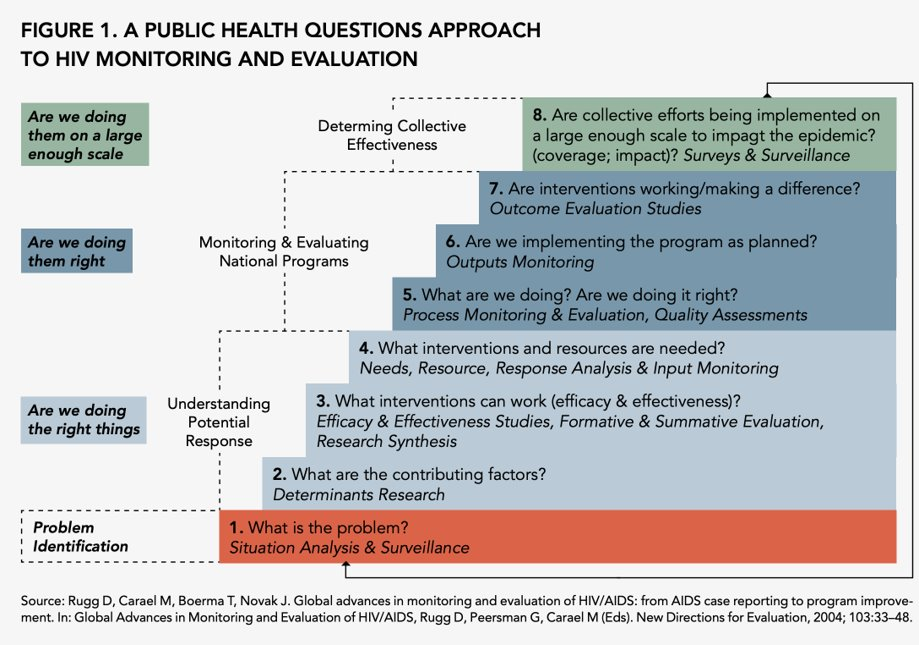 FIGURE 1. A PUBLIC HEALTH QUESTIONS APPROACH
TO HIV MONITORING AND EVALUATION
Are we doing
them on a large
enough scale
Determing Collective
Effectiveness
8. Are collective efforts being implemented on
a large enough scale to impagt the epidemic?
(coverage; impact)? Surveys & Surveillance
7. Are interventions working/making a difference?
Outcome Evaluation Studies
Are we doing
them right
Monitoring & Evaluating
National Programs
6. Are we implementing the program as planned?
Outputs Monitoring
5. What are we doing? Are we doing it right?
Process Monitoring & Evaluation, Quality Assessments
4. What interventions and resources are needed?
Needs, Resource, Response Analysis & Input Monitoring
Are we doing
the right things
Understanding
Potential
Response
3. What interventions can work (efficacy & effectiveness)?
Efficacy & Effectiveness Studies, Formative & Summative Evaluation,
Research Synthesis
2. What are the contributing factors?
Determinants Research
Problem
Identification
1. What is the problem?
Situation Analysis & Surveillance
Source: Rugg D, Carael M, Boerma T, Novak J. Global advances in monitoring and evaluation of HIV/AIDS: from AIDS case reporting to program improve-
ment. In: Global Advances in Monitoring and Evaluation of HIV/AIDS, Rugg D, Peersman G, Carael M (Eds). New Directions for Evaluation, 2004; 103:33–48.